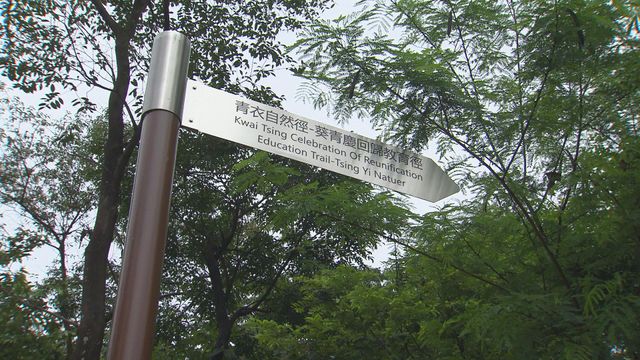 青衣自然徑-葵青慶回歸教育徑
Kwai Tsing Celebration Of Reunification
Education Trail-Tsing Yi Natuer